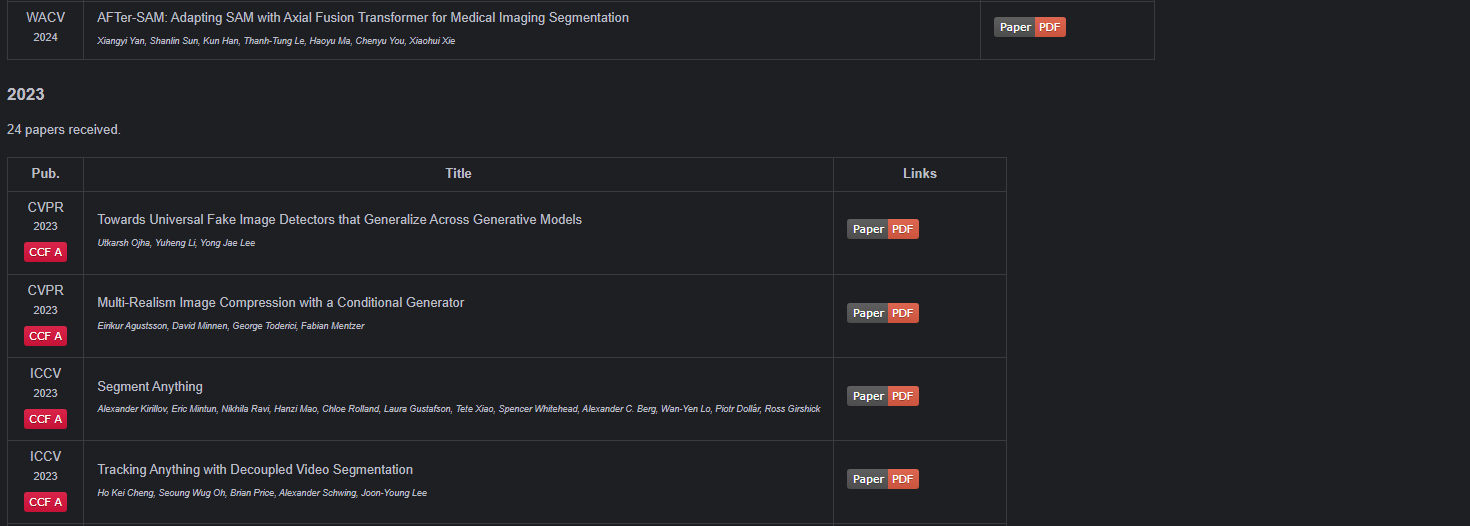 WACV
2024
AFTer-SAM: Adapting SAM with Axial Fusion Transformer for Medical Imaging Segmentation
Xiangyi Yan, Shanlin Sun, Kun Han, Thanh-Tung Le, Haoyu Ma, Chenyu You, Xiaohui Xie
Paper PDF
2023
24 papers received.
Pub. Title Links
CVPR
2023
CCF A
Towards Universal Fake Image Detectors that Generalize Across Generative Models
Utkarsh Ojha, Yuheng Li, Yong Jae Lee
Paper PDF
CVPR
2023
CCF A
Multi-Realism Image Compression with a Conditional Generator
Eirikur Agustsson, David Minnen, George Toderici, Fabian Mentzer
Paper PDF
ICCV
2023
CCF A
Segment Anything
Alexander Kirillov, Eric Mintun, Nikhila Ravi, Hanzi Mao, Chloe Rolland, Laura Gustafson, Tete Xiao, Spencer Whitehead, Alexander C. Berg, Wan-Yen Lo, Piotr Dollár, Ross Girshick
Paper PDF
ICCV
2023
CCF A
Tracking Anything with Decoupled Video Segmentation
Ho Kei Cheng, Seoung Wug Oh, Brian Price, Alexander Schwing, Joon-Young Lee
Paper PDF